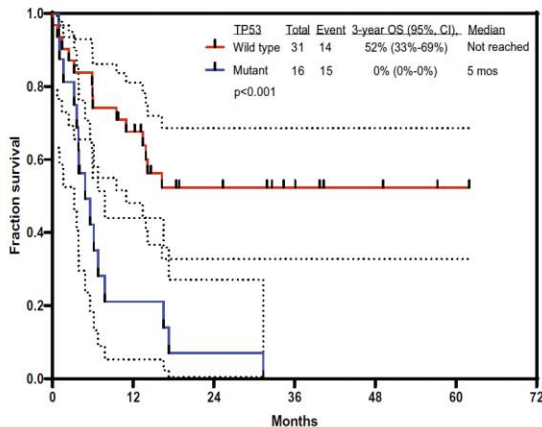 TP53 Total Event 3-year OS (95%, CI), Median
Wild type 31 14 52% (33%-69%) Not reached
Mutant 16 15 0% (0%-0%) 5 mos
p<0.001
Fraction survival
1.0
0.8
0.6
0.4
0.2
0.0
0 12 24 36 48 60 72
Months